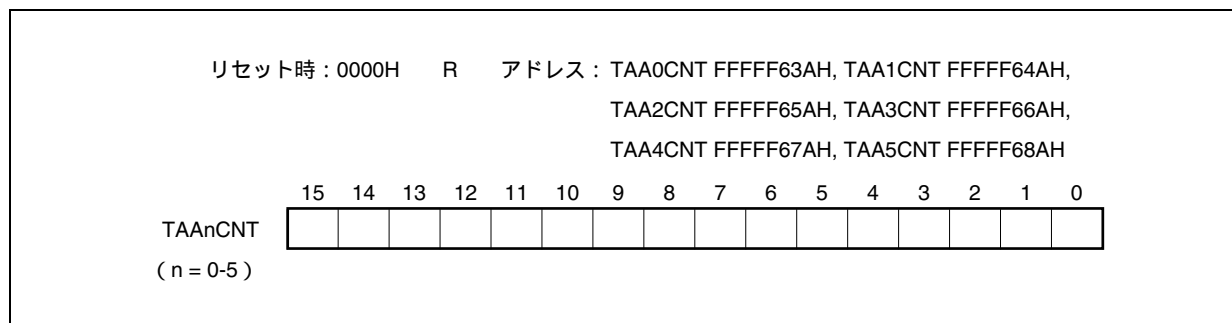 リセット時：0000H　　R　　アドレス： TAA0CNT FFFFF63AH, TAA1CNT FFFFF64AH,
TAA2CNT FFFFF65AH, TAA3CNT FFFFF66AH,
TAA4CNT FFFFF67AH, TAA5CNT FFFFF68AH
15 14 13 12 11 10 9 8 7 6 5 4 3 2 1 0
TAAnCNT
（n = 0-5）